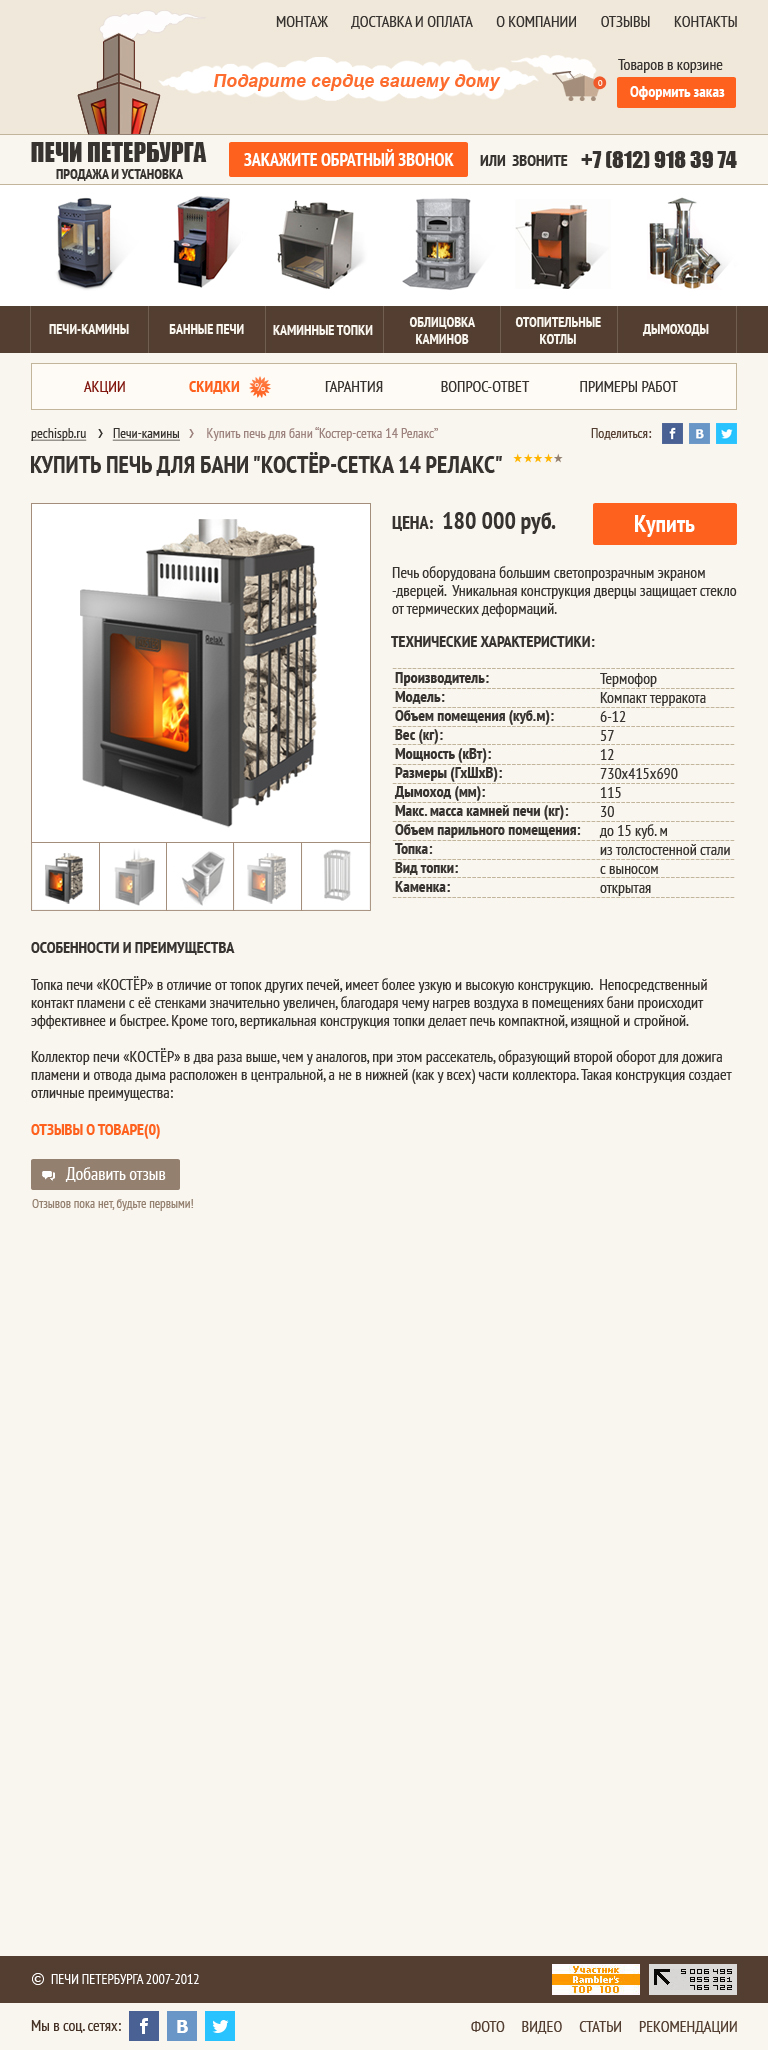 МОНТАЖ ДОСТАВКА И ОПЛАТА О КОМПАНИИ ОТЗЫВЫ КОНТАКТЫ
Товаров в корзине
Подарите сердце вашему дому
0
Оформить заказ
ПЕЧИ ПЕТЕРБУРГА
ПРОДАЖА И УСТАНОВКА
ЗАКАЖИТЕ ОБРАТНЫЙ ЗВОНОК ИЛИ ЗВОНИТЕ +7 (812) 918 39 74
ПЕЧИ-КАМИНЫ БАННЫЕ ПЕЧИ КАМИННЫЕ ТОПКИ ОБЛИЦОВКА КАМИНОВ ОТОПИТЕЛЬНЫЕ КОТЛЫ ДЫМОХОДЫ
АКЦИИ СКИДКИ % ГАРАНТИЯ ВОПРОС-ОТВЕТ ПРИМЕРЫ РАБОТ
pechispb.ru › Печи-камины › Купить печь для бани “Костер-сетка 14 Релакс” Поделиться: f В
КУПИТЬ ПЕЧЬ ДЛЯ БАНИ "КОСТЁР-СЕТКА 14 РЕЛАКС"
RelaX
ЦЕНА: 180 000 руб. Купить
Печь оборудована большим светопрозрачным экраном
-дверцей. Уникальная конструкция дверцы защищает стекло
от термических деформаций.
ТЕХНИЧЕСКИЕ ХАРАКТЕРИСТИКИ:
Производитель: Термофор
Модель: Компакт терракота
Объем помещения (куб.м): 6-12
Вес (кг): 57
Мощность (кВт): 12
Размеры (ГхШхВ): 730х415х690
Дымоход (мм): 115
Макс. масса камней печи (кг): 30
Объем парильного помещения: до 15 куб. м
Топка: из толстостенной стали
Вид топки: с выносом
Каменка: открытая
ОСОБЕННОСТИ И ПРЕИМУЩЕСТВА
Топка печи «КОСТЁР» в отличие от топок других печей, имеет более узкую и высокую конструкцию. Непосредственный
контакт пламени с её стенками значительно увеличен, благодаря чему нагрев воздуха в помещениях бани происходит
эффективнее и быстрее. Кроме того, вертикальная конструкция топки делает печь компактной, изящной и стройной.
Коллектор печи «КОСТЁР» в два раза выше, чем у аналогов, при этом рассекатель, образующий второй оборот для дожига
пламени и отвода дыма расположен в центральной, а не в нижней (как у всех) части коллектора. Такая конструкция создает
отличные преимущества:
ОТЗЫВЫ О ТОВАРЕ(0)
Добавить отзыв
Отзывов пока нет, будьте первыми!
© ПЕЧИ ПЕТЕРБУРГА 2007-2012
Участник
Rambler's
TOP 100
5 006 495
855 361
765 722
Мы в соц. сетях: f В
ФОТО ВИДЕО СТАТЬИ РЕКОМЕНДАЦИИ